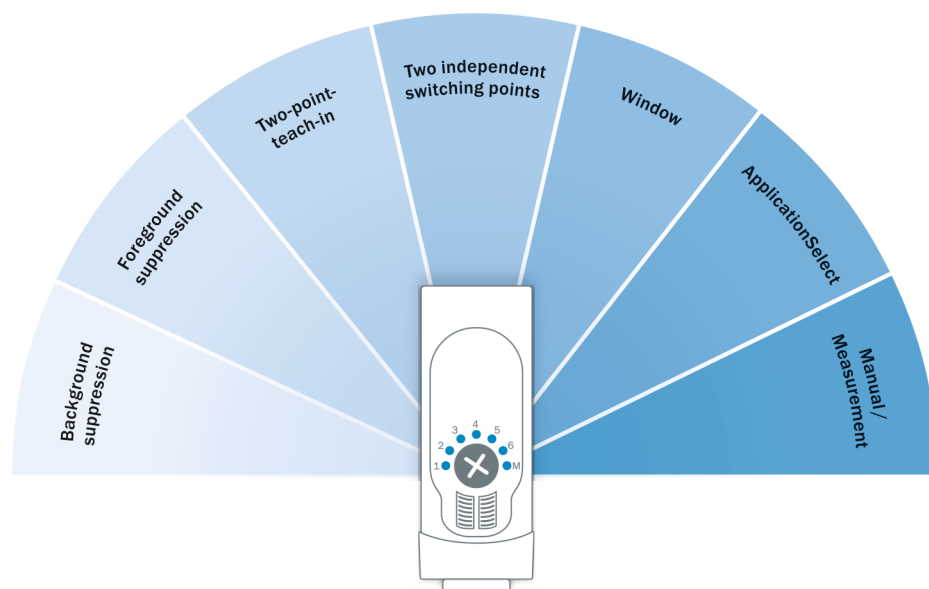 Background
suppression
Foreground
suppression
Two-point-
teach-in
Two independent
switching points
Window
ApplicationSelect
Manual/
Measurement
1
2
3
4
5
6
M